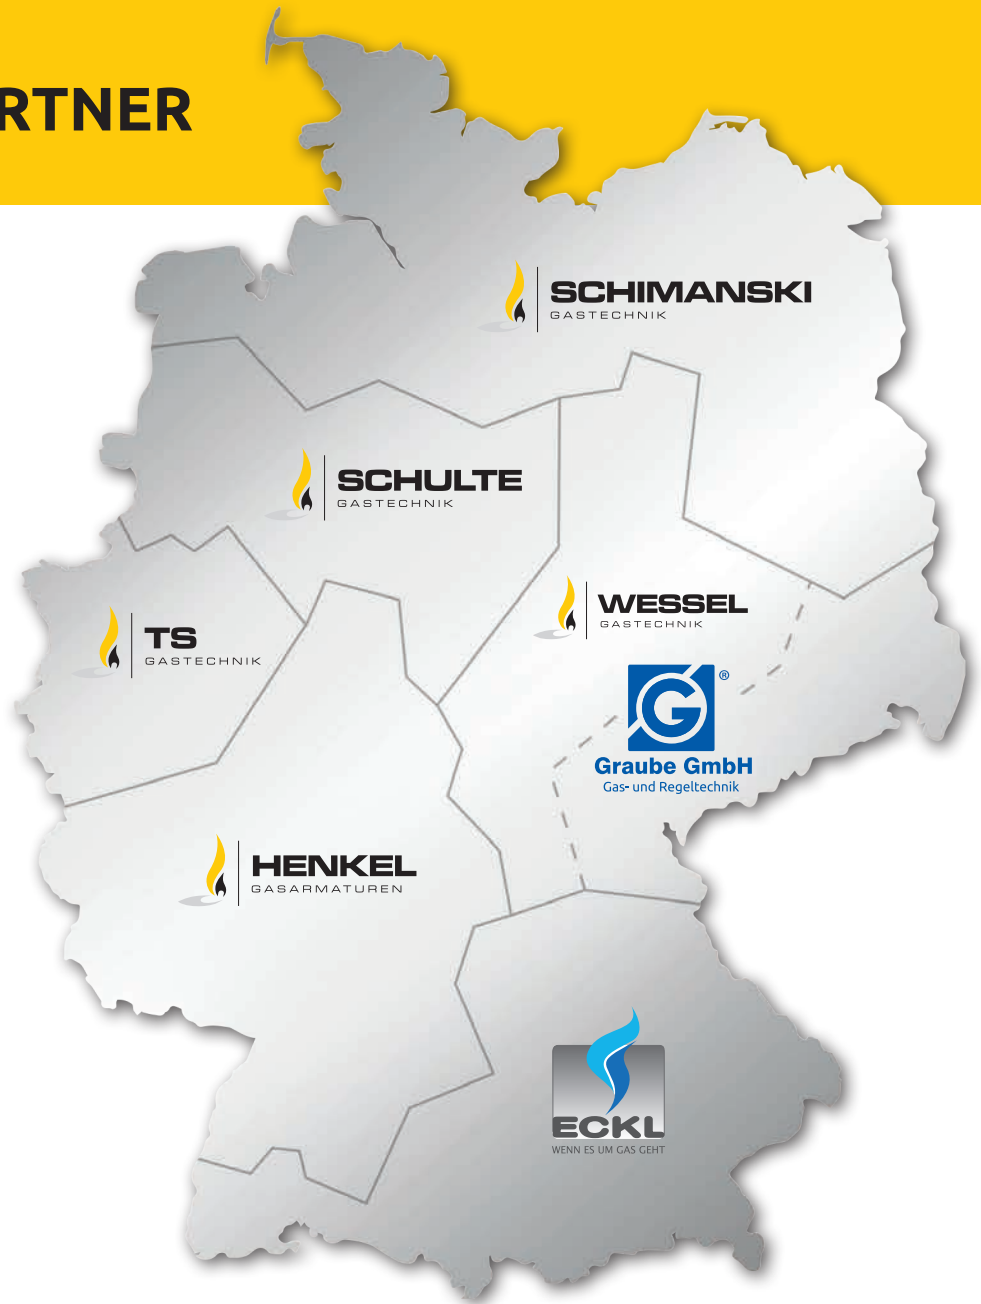 RTNER
SCHIMANSKI
GASTECHNIK
SCHULTE
GASTECHNIK
WESSEL
GASTECHNIK
TS
GASTECHNIK
G ®
Graube GmbH
Gas- und Regeltechnik
HENKEL
GASARMATUREN
ECKL
WENN ES UM GAS GEHT